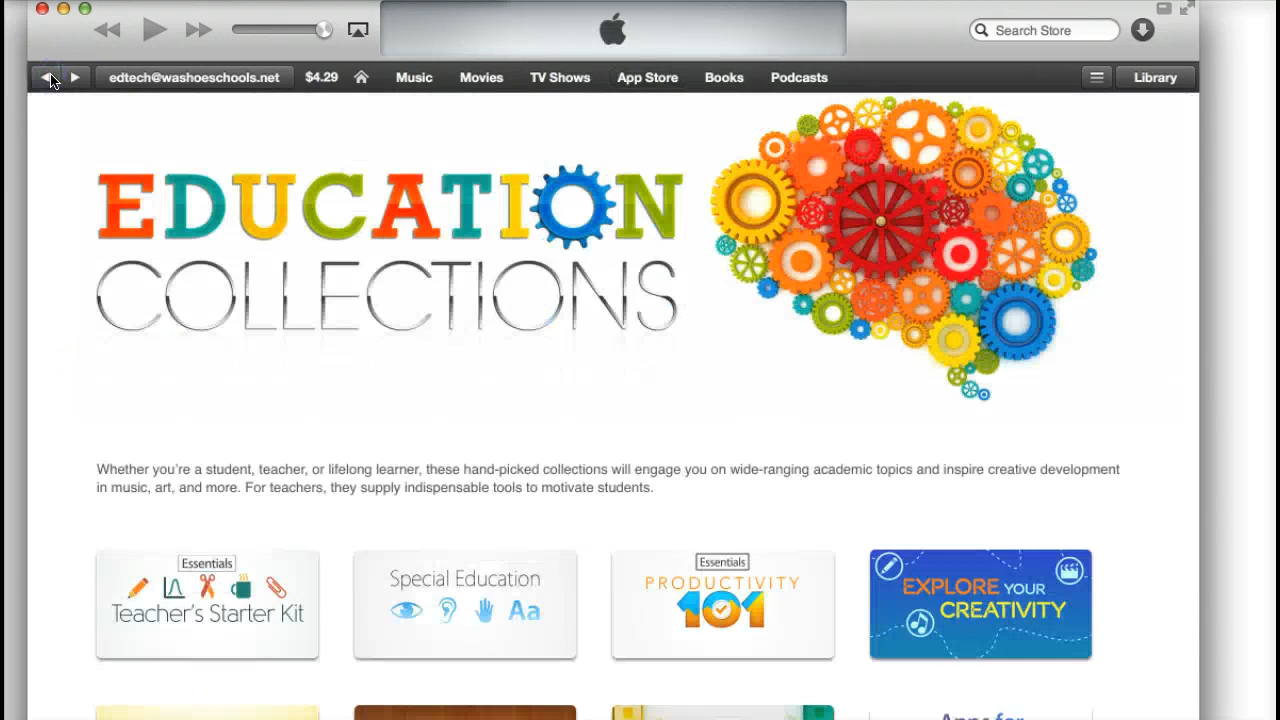 Search Store
edtech@washoeschools.net $4.29 Music Movies TV Shows App Store Books Podcasts Library
EDUCATION
COLLECTIONS
Whether you're a student, teacher, or lifelong learner, these hand-picked collections will engage you on wide-ranging academic topics and inspire creative development
in music, art, and more. For teachers, they supply indispensable tools to motivate students.
Essentials
Teacher's Starter Kit
Special Education
Aa
Essentials
PRODUCTIVITY
101
EXPLORE YOUR
CREATIVITY
Apps for